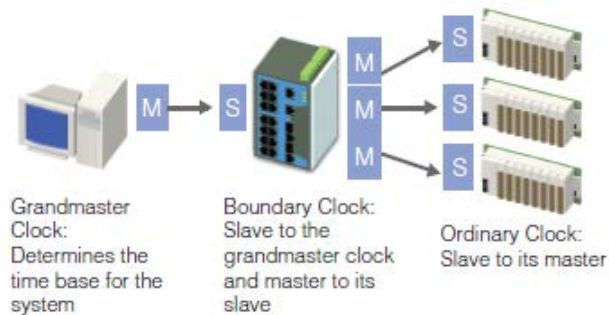 M
S
M
M
M
S
S
S
Grandmaster
Clock:
Determines the
time base for the
system
Boundary Clock:
Slave to the
grandmaster clock
and master to its
slave
Ordinary Clock:
Slave to its master